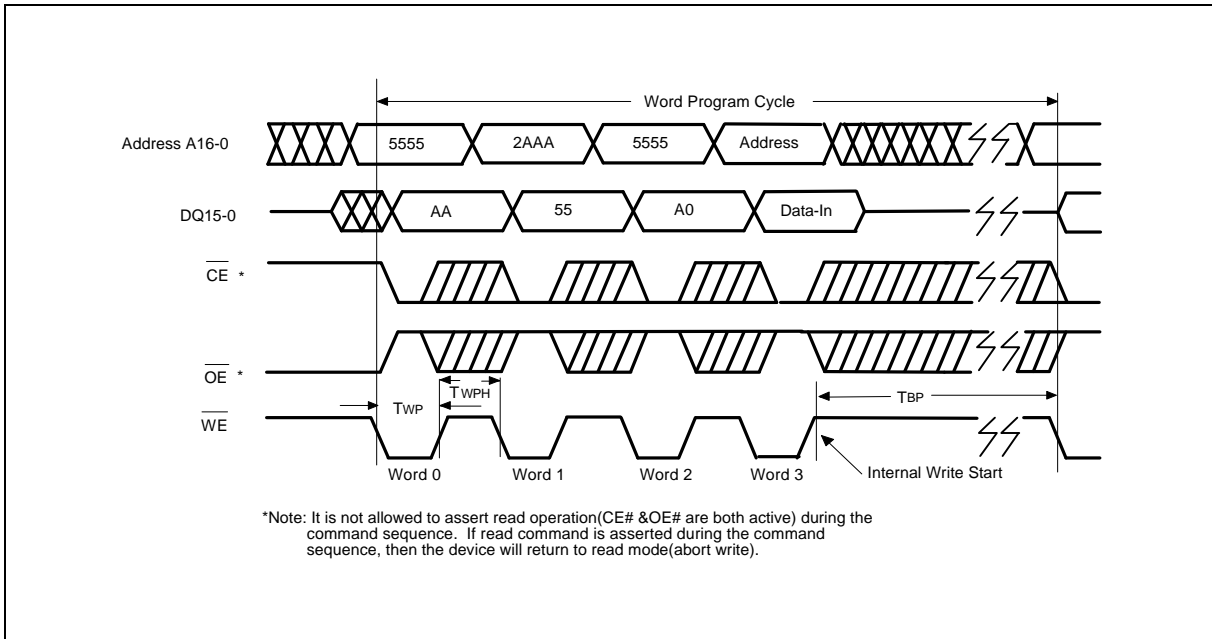 Word Program Cycle
Address A16-0
5555
2AAA
5555
Address
DQ15-0
AA
55
A0
Data-In
CE *
OE *
TWP
TWPH
TBP
WE
Word 0
Word 1
Word 2
Word 3
Internal Write Start
*Note: It is not allowed to assert read operation(CE# &OE# are both active) during the
command sequence. If read command is asserted during the command
sequence, then the device will return to read mode(abort write).